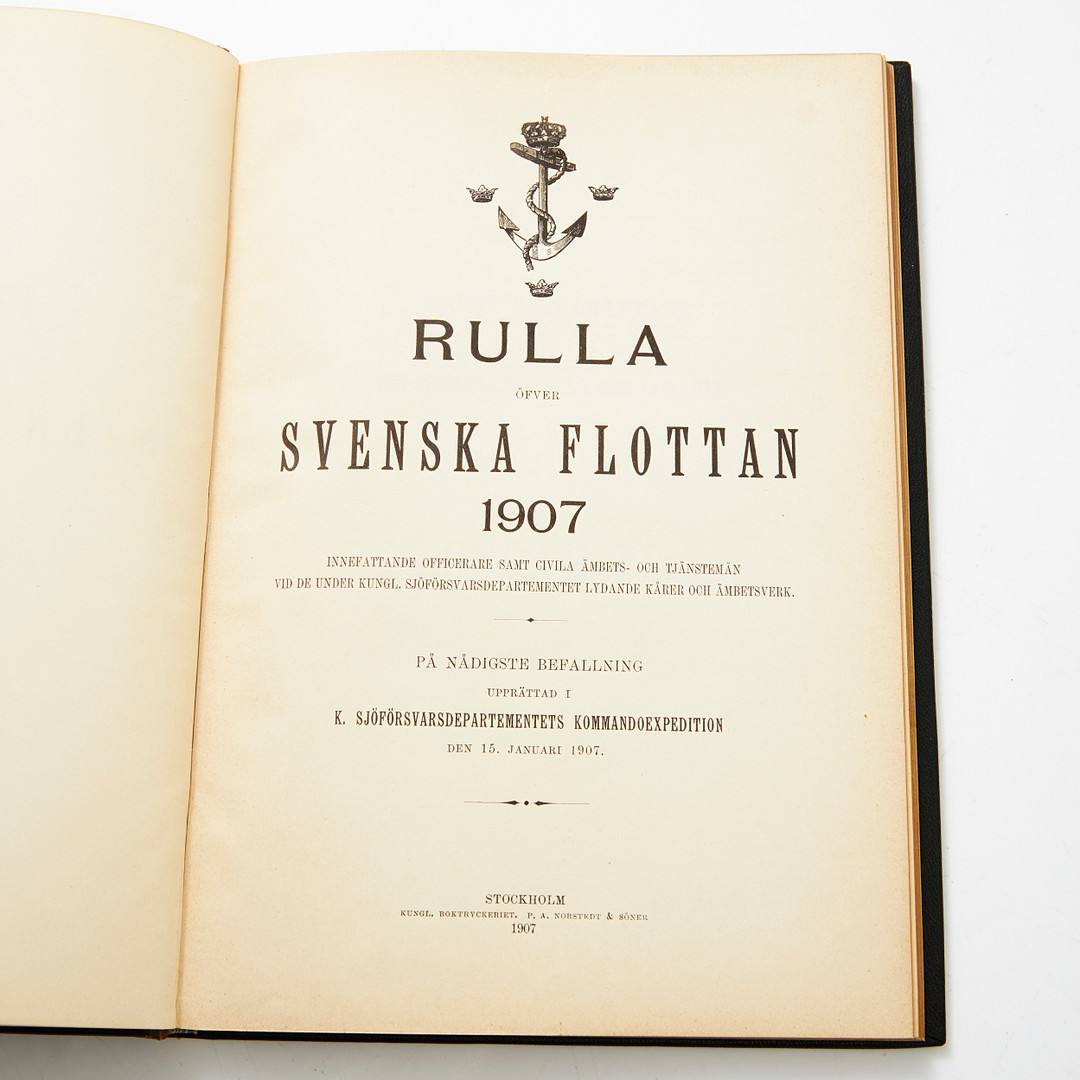 RULLA
ÖFVER
SVENSKA FLOTTAN
1907
INNEFATTANDE OFFICERARE SAMT CIVILA ÄMBETS- OCH TJÄNSTEMÄN
VID DE UNDER KUNGL. SJÖFÖRSVARSDEPARTEMENTET LYDANDE KÅRER OCH ÄMBETSVERK.
PÅ NÅDIGSTE BEFALLNING
UPPRÄTTAD I
K. SJÖFÖRSVARSDEPARTEMENTETS KOMMANDOEXPEDITION
DEN 15. JANUARI 1907.
STOCKHOLM
KUNGL. BOKTRYCKERIET. P. A. NORSTEDT & SÖNER
1907